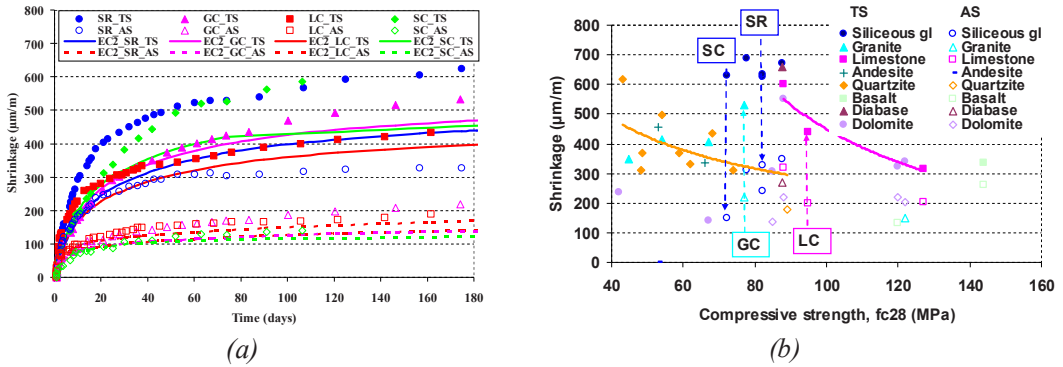 (a)
SR_TS GC_TS LC_TS SC_TS
SR_AS GC_AS LC_AS SC_AS
EC2_SR_TS EC2_GC_TS EC2_LC_TS EC2_SC_TS
EC2_SR_AS EC2_GC_AS EC2_LC_AS EC2_SC_AS
800
700
600
500
400
300
200
100
0
Shrinkage (µm/m)
0 20 40 60 80 100 120 140 160 180
Time (days)
(a)
b)
TS AS
Siliceous gl Siliceous gl
Granite Granite
Limestone Limestone
Andesite Andesite
Quartzite Quartzite
Basalt Basalt
Diabase Diabase
Dolomite Dolomite
SR
SC
GC
LC
800
700
600
500
400
300
200
100
0
Shrinkage (µm/m)
40 60 80 100 120 140 160
Compressive strength, fc28 (MPa)
(b)